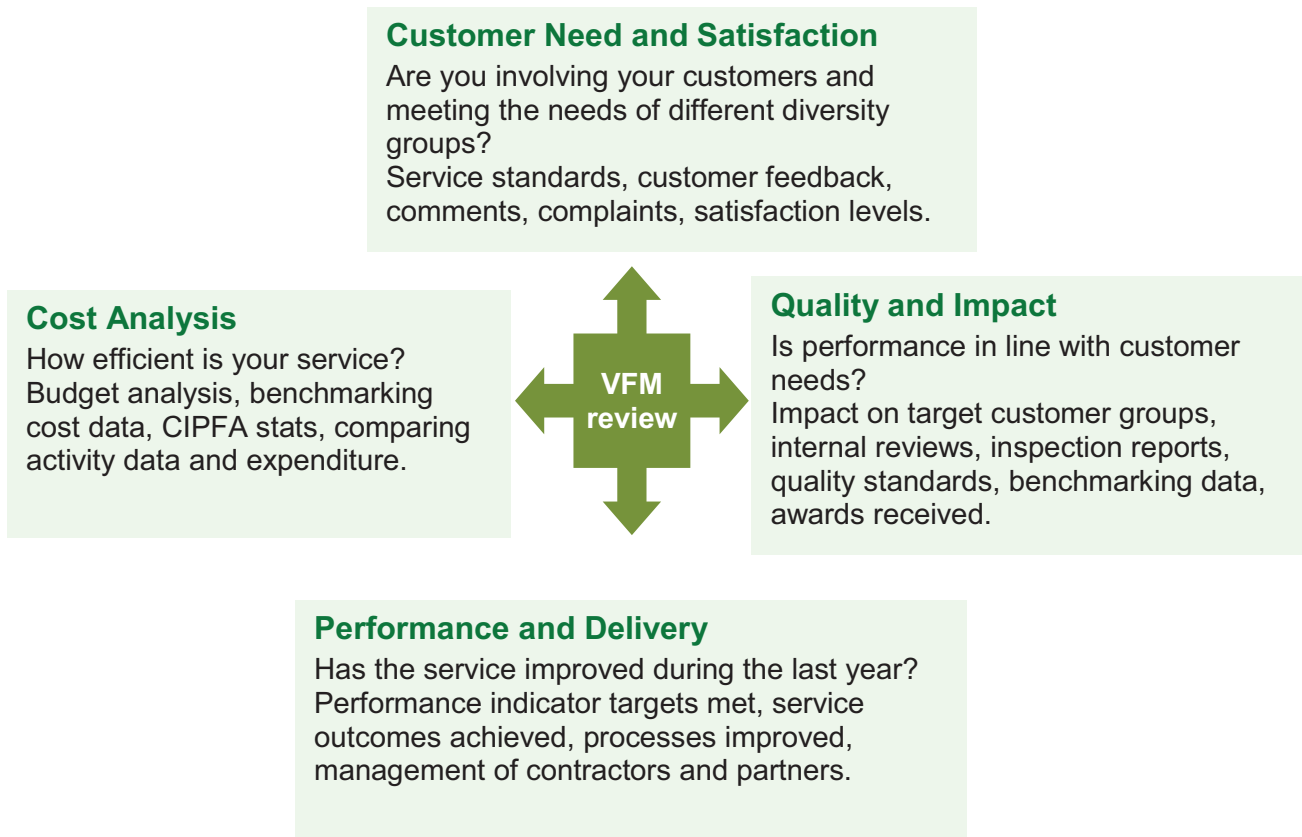 Customer Need and Satisfaction
Are you involving your customers and
meeting the needs of different diversity
groups?
Service standards, customer feedback,
comments, complaints, satisfaction levels.
Cost Analysis
How efficient is your service?
Budget analysis, benchmarking
cost data, CIPFA stats, comparing
activity data and expenditure.
VFM
review
Quality and Impact
Is performance in line with customer
needs?
Impact on target customer groups,
internal reviews, inspection reports,
quality standards, benchmarking data,
awards received.
Performance and Delivery
Has the service improved during the last year?
Performance indicator targets met, service
outcomes achieved, processes improved,
management of contractors and partners.